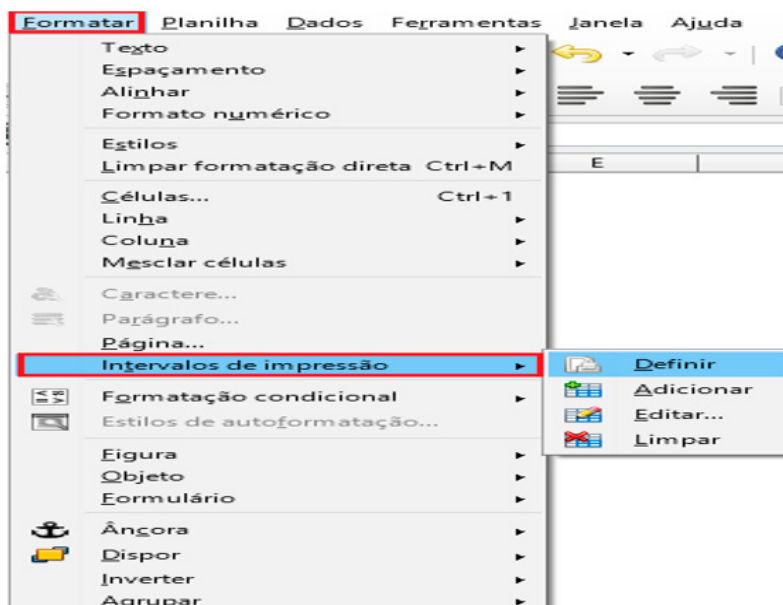 Formatar Planilha Dados Ferramentas Janela Ajuda
Texto
Espaçamento
Alinhar
Formato numérico
Estilos
Limpar formatação direta Ctrl+M
E
Células... Ctrl+1
Linha
Coluna
Mesclar células
Caractere...
Parágrafo...
Página...
Intervalos de impressão
Definir
Adicionar
Editar...
Limpar
Formatação condicional
Estilos de autoformatação...
Figura
Objeto
Formulário
Âncora
Dispor
Inverter
Agrupar